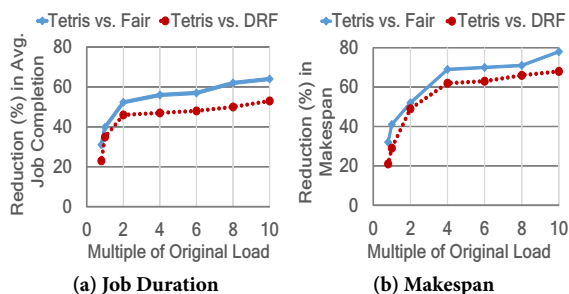 Tetris vs. Fair
Tetris vs. DRF
Reduction (%) in Avg.
Job Completion
80
60
40
20
0
0 2 4 6 8 10
Multiple of Original Load
(a) Job Duration
Tetris vs. Fair
Tetris vs. DRF
Reduction (%) in
Makespan
80
60
40
20
0
0 2 4 6 8 10
Multiple of Original Load
(b) Makespan